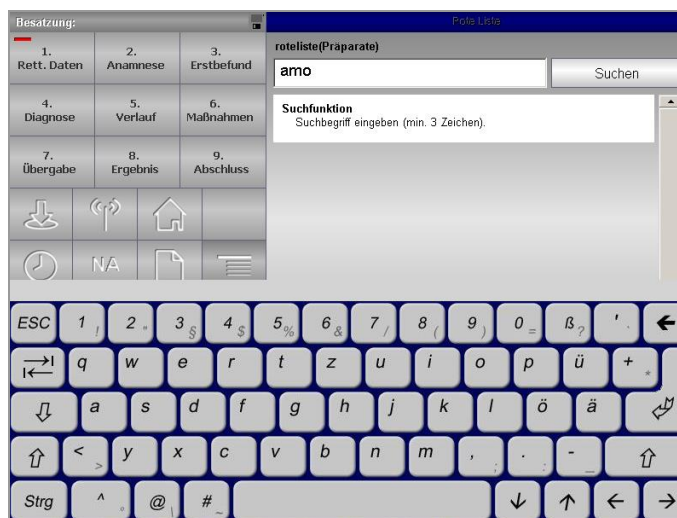 Besatzung:
Rote Liste
1.
Rett. Daten
2.
Anamnese
3.
Erstbefund
4.
Diagnose
5.
Verlauf
6.
Maßnahmen
7.
Übergabe
8.
Ergebnis
9.
Abschluss
NA
roteliste(Präparate)
amo
Suchen
Suchfunktion
Suchbegriff eingeben (min. 3 Zeichen).
ESC 1 ! 2 " 3 § 4 $ 5 % 6 & 7 / 8 ( 9 ) 0 = ß ? ' `
q w e r t z u i o p ü + *
a s d f g h j k l ö ä
< > y x c v b n m , ; . : - _
Strg ^ ° @ \ # ~